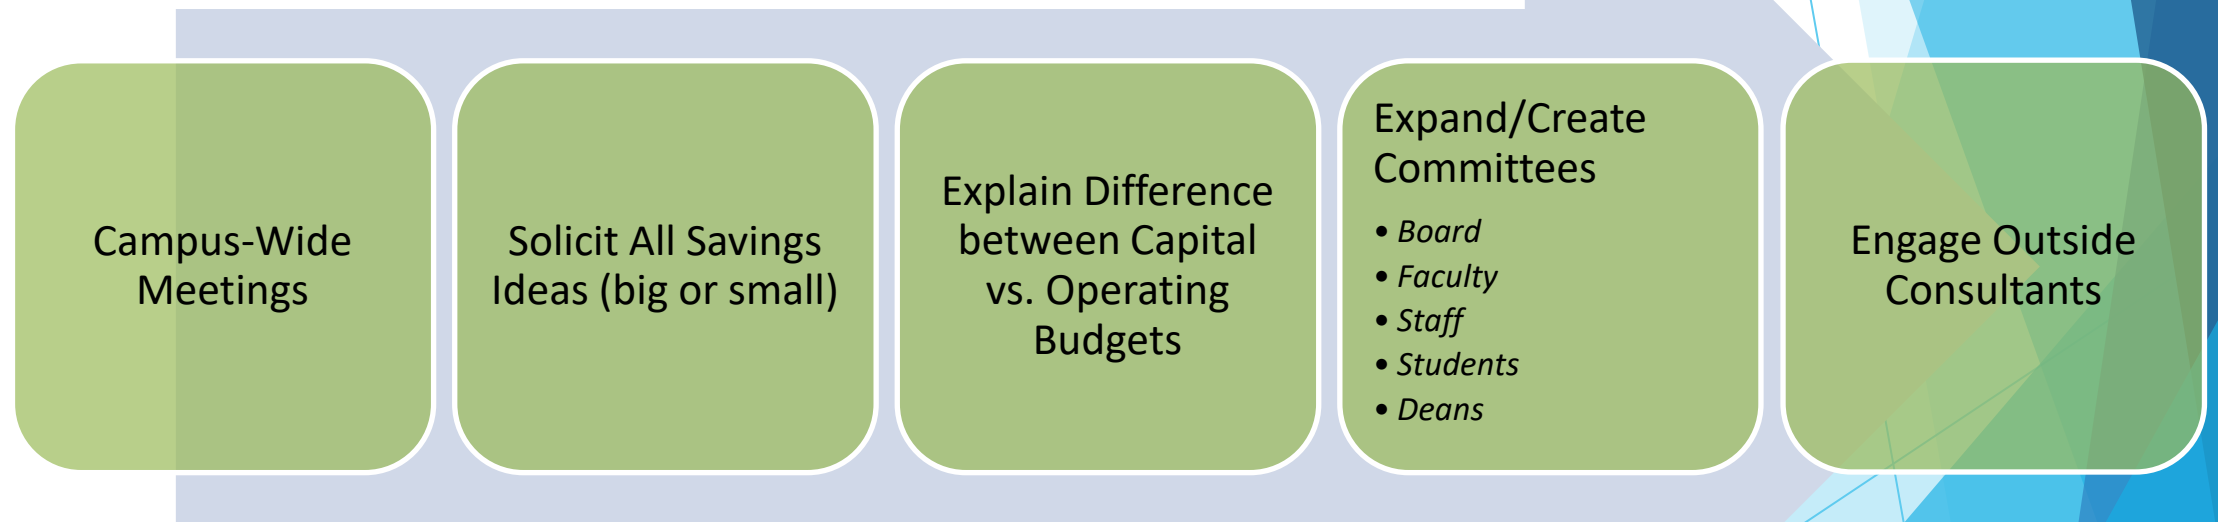 Campus-Wide
Meetings
Solicit All Savings
Ideas (big or small)
Explain Difference
between Capital
vs. Operating
Budgets
Expand/Create
Committees
• Board
• Faculty
• Staff
• Students
• Deans
Engage Outside
Consultants